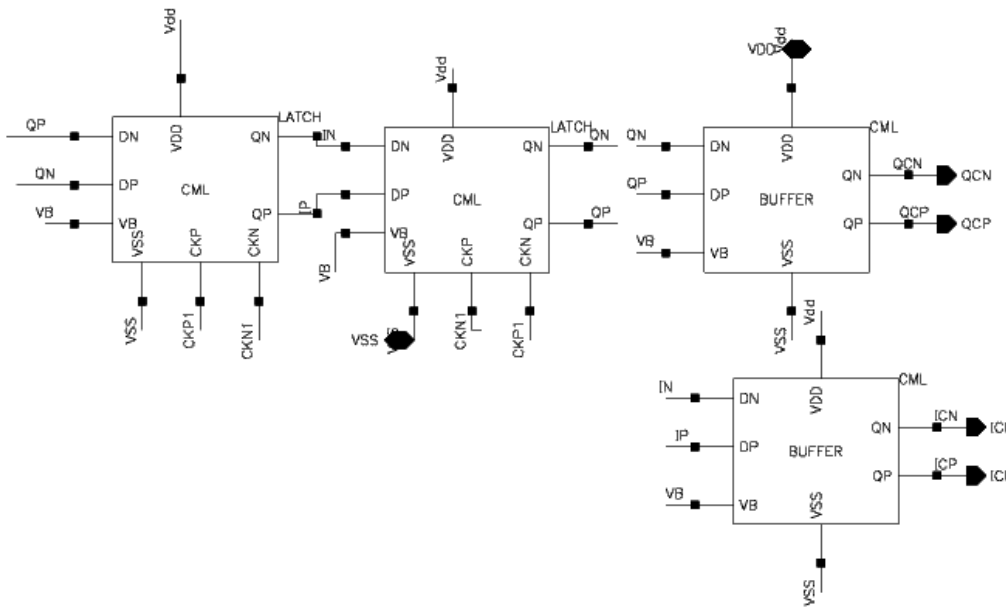 Vdd
LATCH
QP DN VDD QN IN
QN DP CML
QP IP
VB VB
VSS CKP CKN
VSS CKP1 CKN1
Vdd
LATCH
DN VDD QN QN
DP CML
QP QP
VB VB
VSS CKP CKN
VSS CKN1 CKP1
VDD Vdd
CML
QN DN VDD
QN QCN QCN
QP DP BUFFER
QP QCP QCP
VB VB VSS
VSS
Vdd
CML
IN DN VDD
QN ICN
IP DP BUFFER
QP ICP
VB VB VSS
VSS